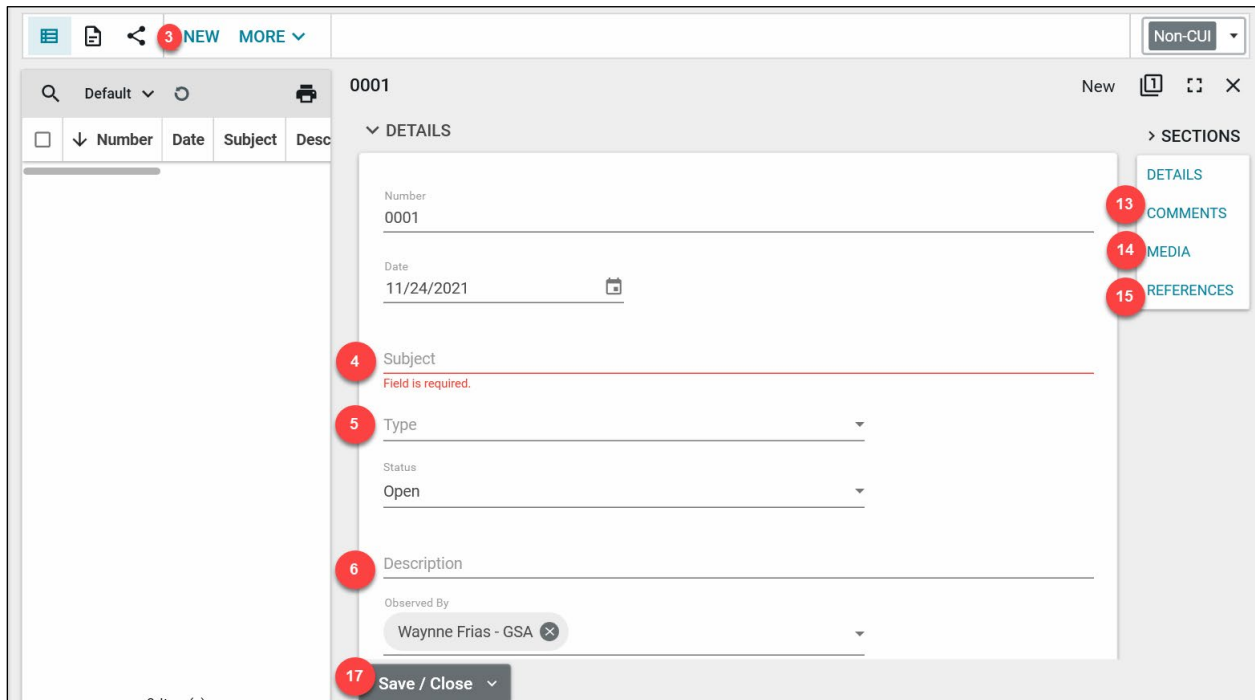 3 NEW MORE
Non-CUI
Default
0001
New
Number Date Subject Desc
DETAILS
SECTIONS
DETAILS
13 COMMENTS
14 MEDIA
15 REFERENCES
Number
0001
Date
11/24/2021
4 Subject
Field is required.
5 Type
Status
Open
6 Description
Observed By
Waynne Frias - GSA
17 Save / Close